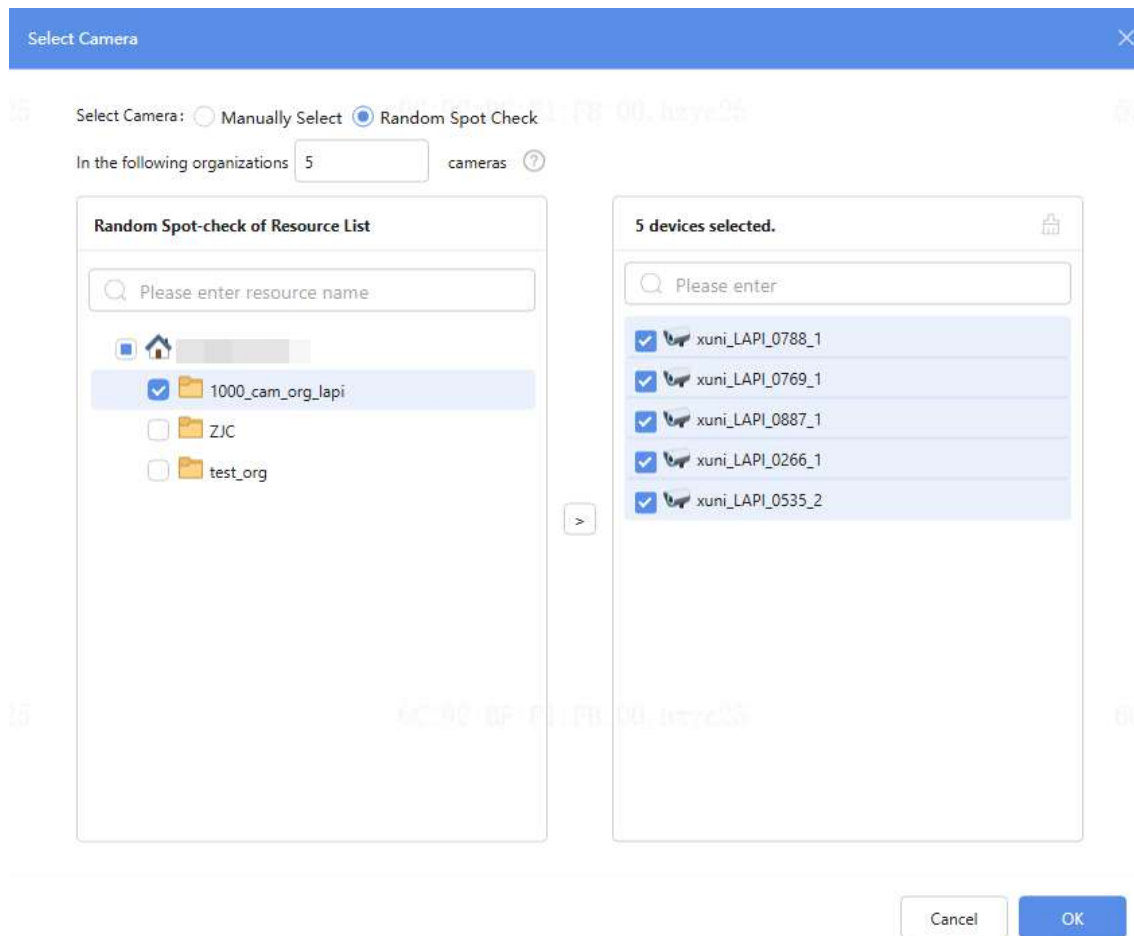 Select Camera
Select Camera: Manually Select Random Spot Check
In the following organizations 5 cameras ?
Random Spot-check of Resource List
Please enter resource name
1000_cam_org_lapi
ZJC
test_org
>
5 devices selected.
Please enter
xuni_LAPI_0788_1
xuni_LAPI_0769_1
xuni_LAPI_0887_1
xuni_LAPI_0266_1
xuni_LAPI_0535_2
Cancel OK